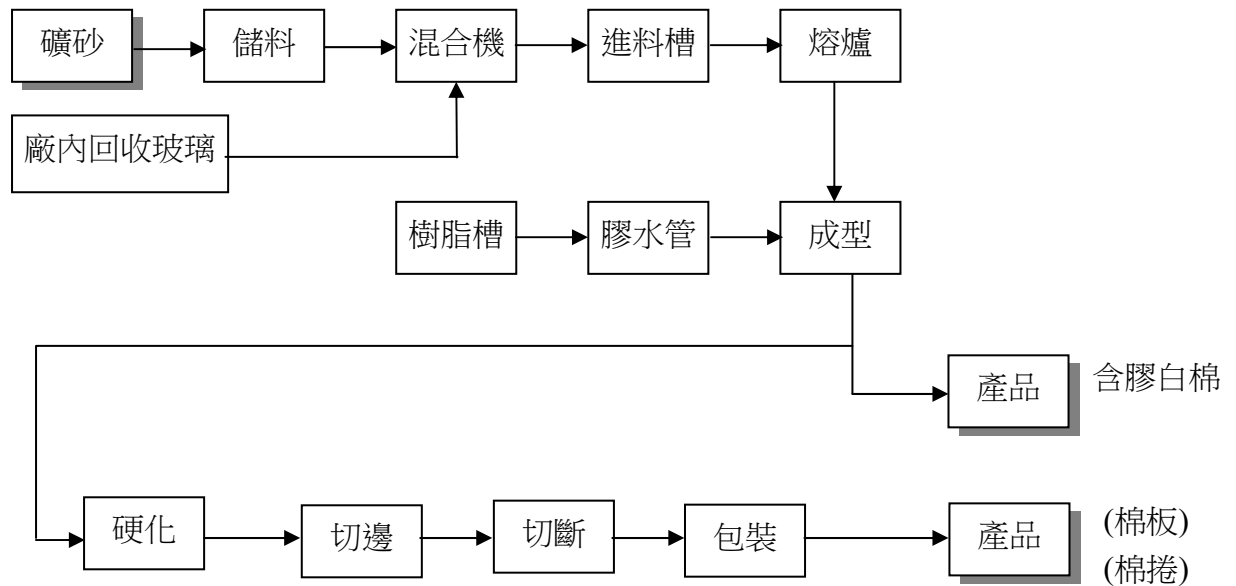 礦砂
儲料
混合機
進料槽
熔爐
廠內回收玻璃
樹脂槽
膠水管
成型
產品
含膠白棉
硬化
切邊
切斷
包裝
產品
(棉板)
(棉捲)